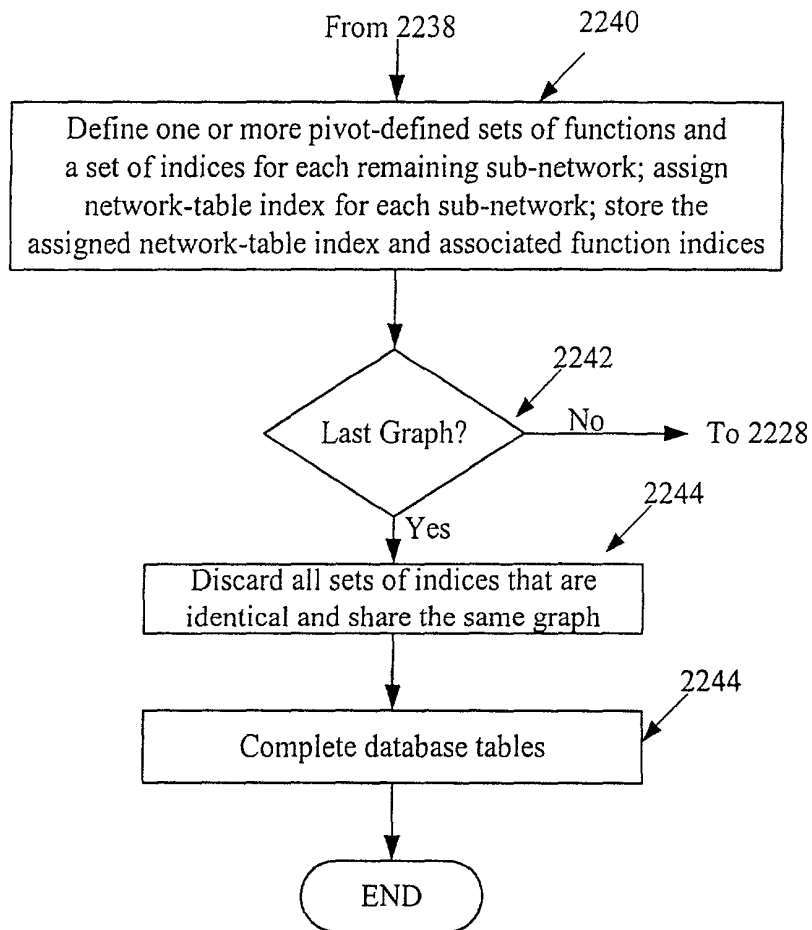 From 2238
2240
Define one or more pivot-defined sets of functions and
a set of indices for each remaining sub-network; assign
network-table index for each sub-network; store the
assigned network-table index and associated function indices
2242
Last Graph?
No
To 2228
Yes
2244
Discard all sets of indices that are
identical and share the same graph
2244
Complete database tables
END